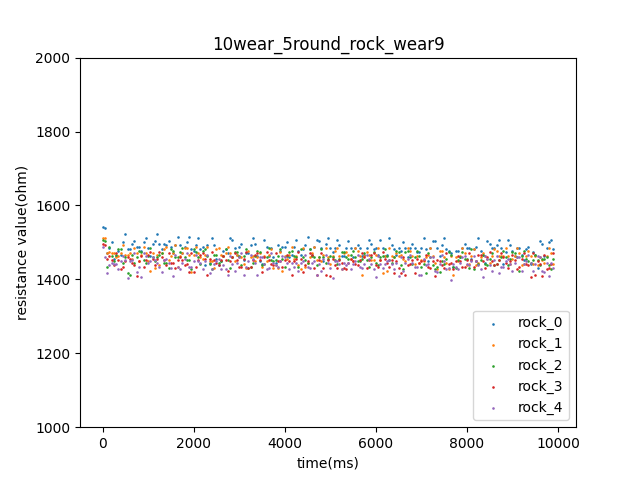 10wear_5round_rock_wear9
2000
1800
1600
1400
1200
1000
resistance value(ohm)
0
2000
4000
6000
8000
10000
time(ms)
rock_0
rock_1
rock_2
rock_3
rock_4